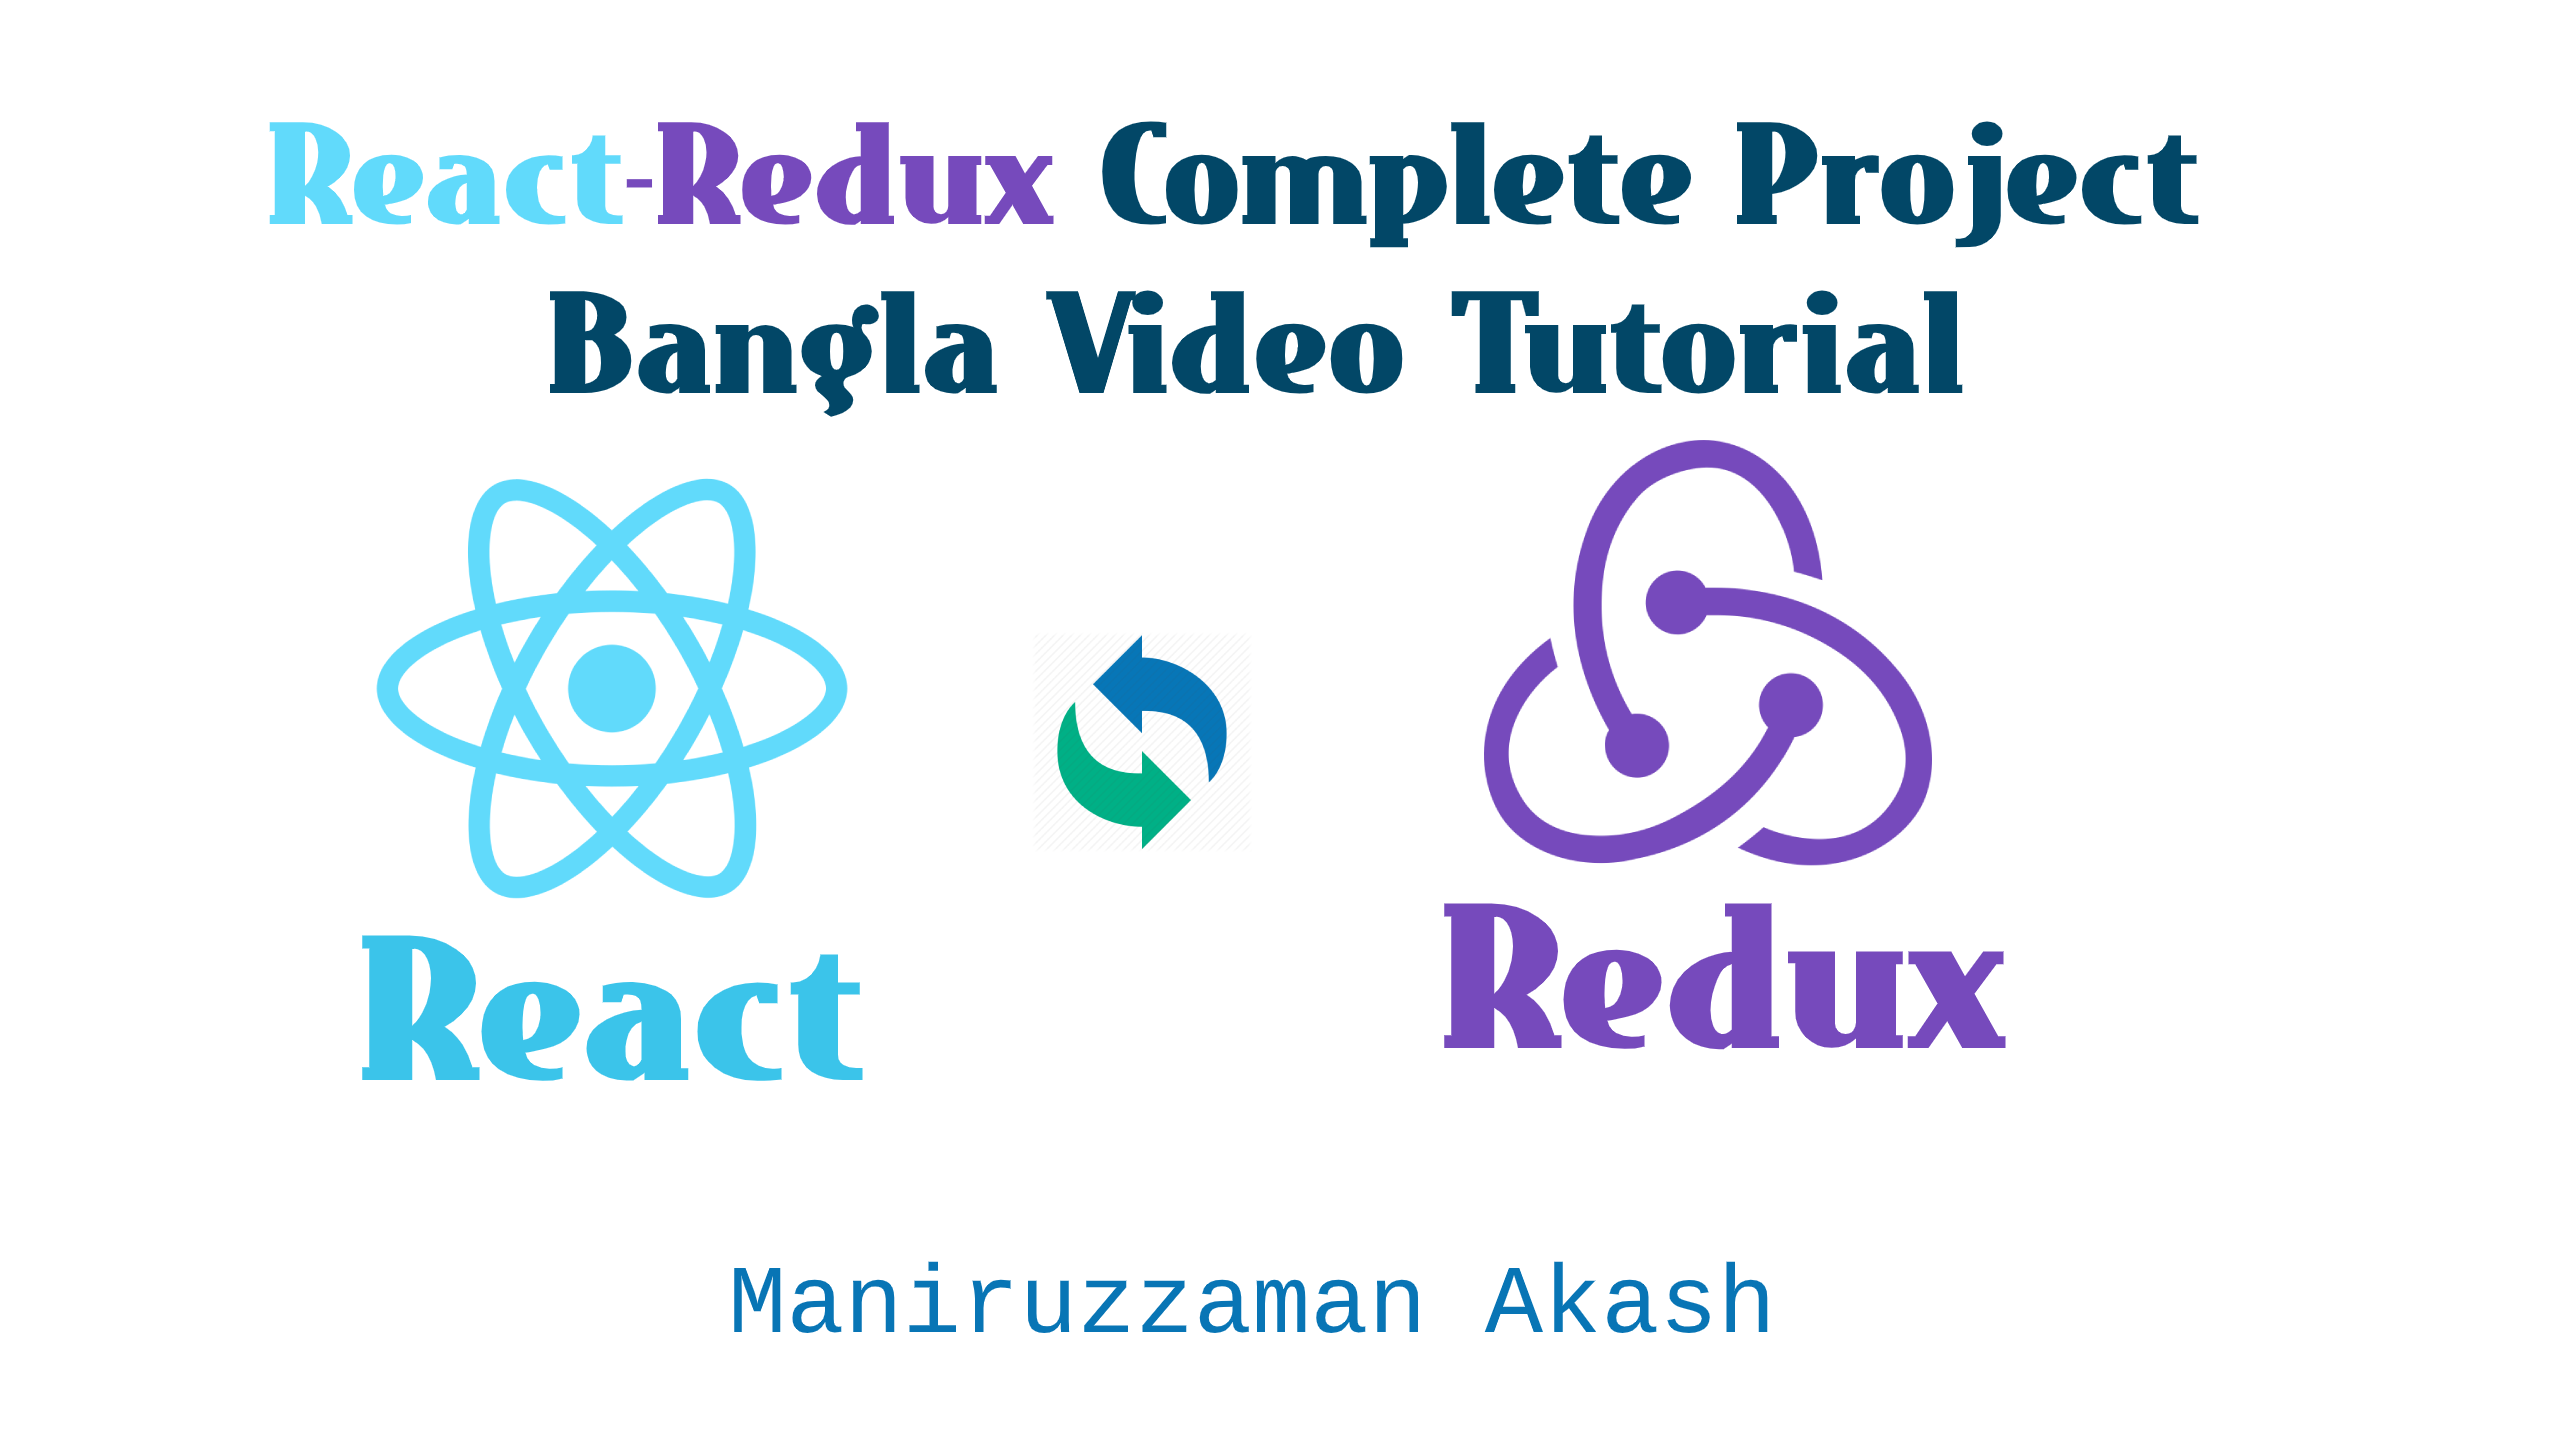 React-Redux Complete Project
Bangla Video Tutorial
React
Redux
Maniruzzaman Akash